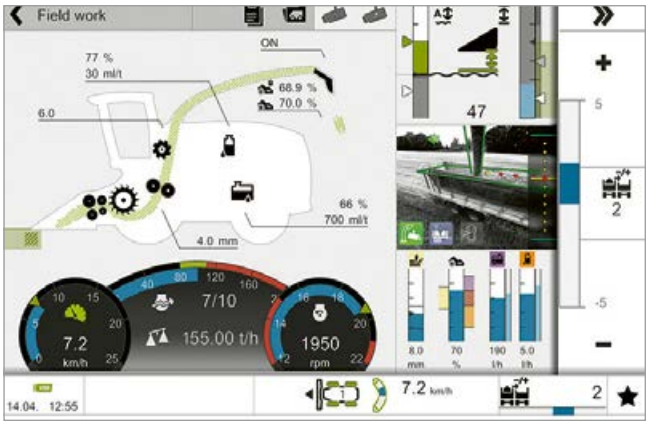 Field work
77 %
30 ml/t
ON
68.9 %
70.0 %
6.0
66 %
700 ml/t
4.0 mm
A
47
5
2
-5
40 80 120 160
7/10
155.00 t/h
0 5 10 15 20 25
7.2
km/h
12 14 16 18 20 22
1950
rpm
8.0 70 190 5.0
mm % l/h l/h
14.04. 12:55
1
7.2 km/h
-/+
2